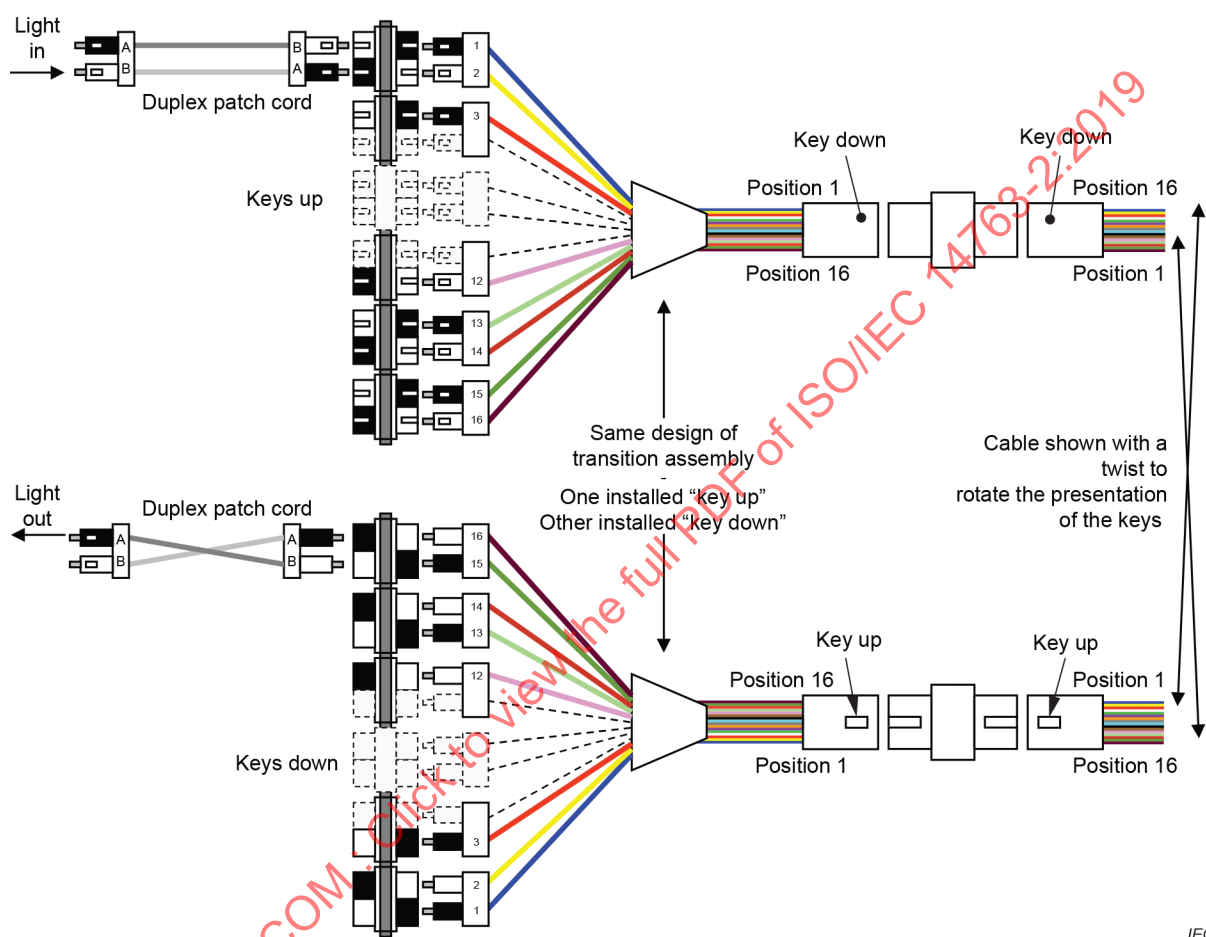 Light
in
A
B
B
A
Duplex patch cord
1
2
3
Keys up
12
13
14
15
16
Key down
Key down
Position 1
Position 16
Position 16
Position 1
Same design of
transition assembly
-
One installed “key up”
Other installed “key down”
Cable shown with a
twist to
rotate the presentation
of the keys
Light
out
Duplex patch cord
A
B
A
B
16
15
14
13
12
Keys down
3
2
1
Key up
Key up
Position 16
Position 1
Position 1
Position 16
COM : Click to view the full PDF of ISO/IEC 14763-2:2019
IEC